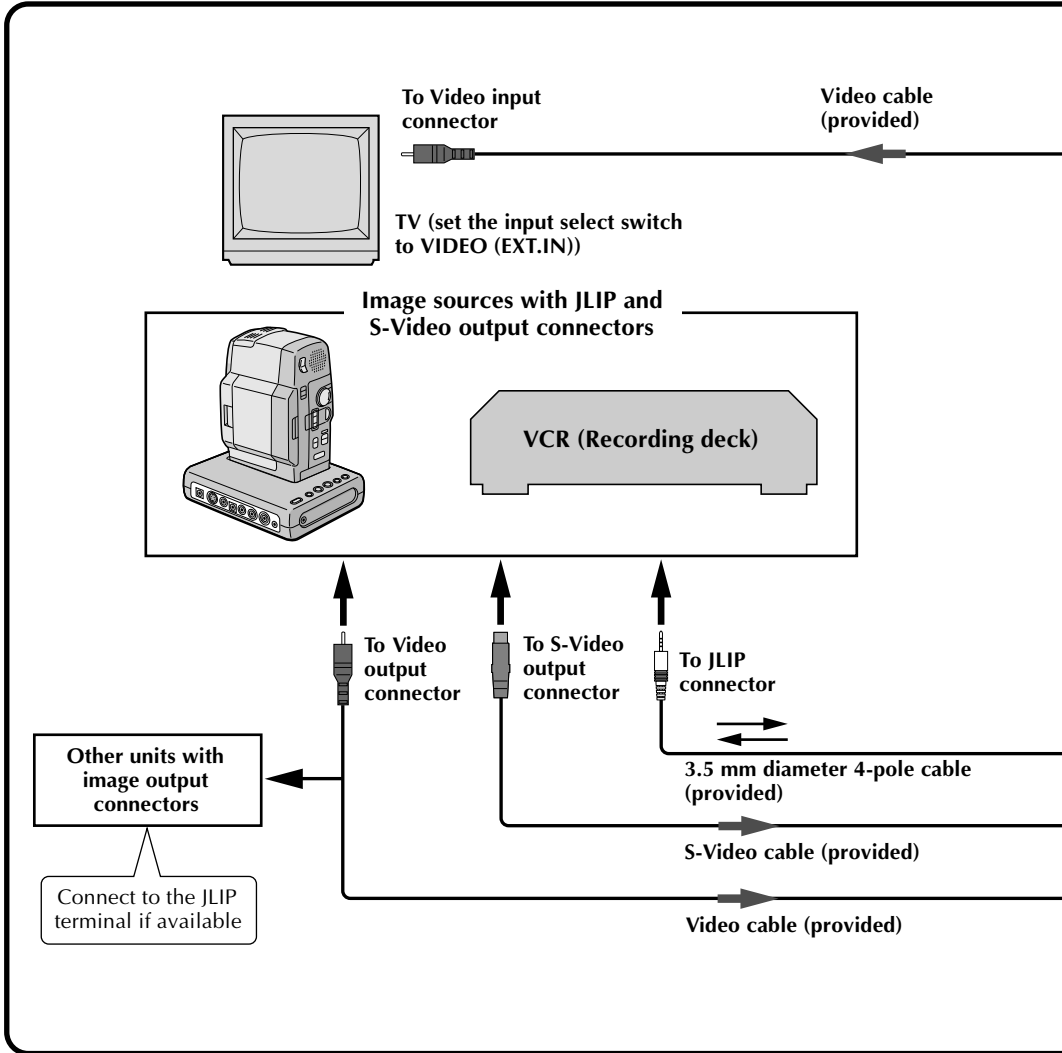 To Video input
connector
Video cable
(provided)
TV (set the input select switch
to VIDEO (EXT.IN))
Image sources with JLIP and
S-Video output connectors
VCR (Recording deck)
To Video
output
connector
To S-Video
output
connector
To JLIP
connector
Other units with
image output
connectors
3.5 mm diameter 4-pole cable
(provided)
S-Video cable (provided)
Connect to the JLIP
terminal if available
Video cable (provided)